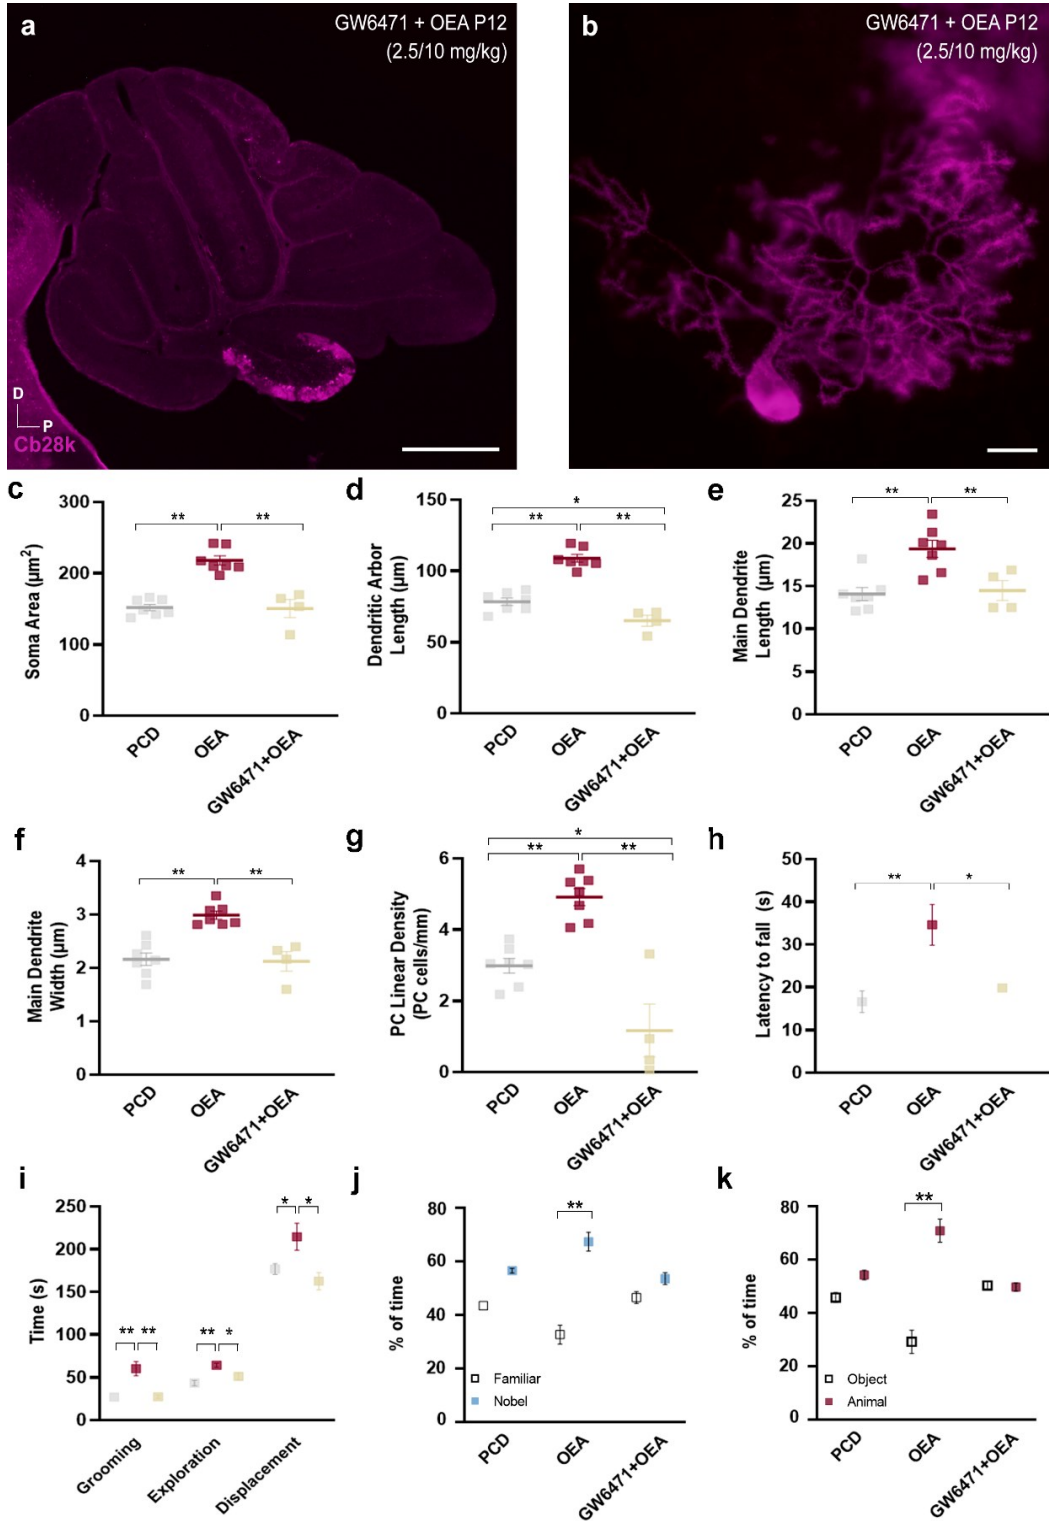 a
GW6471 + OEA P12
(2.5/10 mg/kg)
D
P
Cb28k
b
GW6471 + OEA P12
(2.5/10 mg/kg)
c
300
200
100
0
Soma Area (µm²)
** **
PCD
OEA
GW6471+OEA
d
150
100
50
0
Dendritic Arbor
Length (µm)
*
** **
PCD
OEA
GW6471+OEA
e
25
20
15
10
5
0
Main Dendrite
Length (µm)
** **
PCD
OEA
GW6471+OEA
f
4
3
2
1
0
Main Dendrite
Width (µm)
** **
PCD
OEA
GW6471+OEA
g
6
4
2
0
PC Linear Density
(PC cells/mm)
*
** **
PCD
OEA
GW6471+OEA
h
50
40
30
20
10
0
Latency to fall (s)
** *
PCD
OEA
GW6471+OEA
i
250
200
150
100
50
0
Time (s)
** **
** *
* *
Grooming
Exploration
Displacement
j
80
60
40
20
0
% of time
**
Familiar
Nobel
PCD
OEA
GW6471+OEA
k
80
60
40
20
0
% of time
**
Object
Animal
PCD
OEA
GW6471+OEA